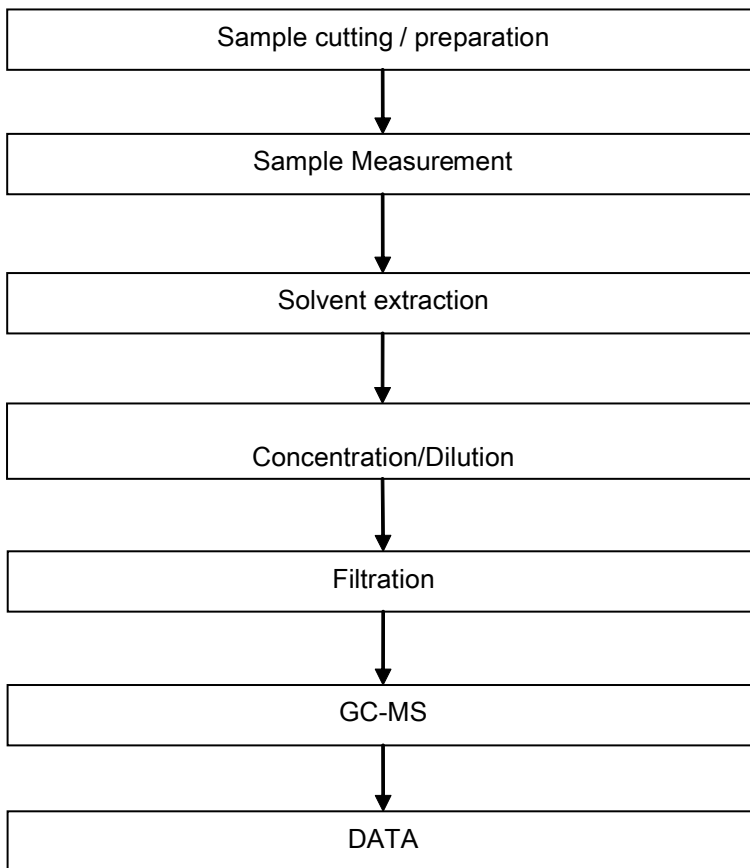 Sample cutting / preparation
Sample Measurement
Solvent extraction
Concentration/Dilution
Filtration
GC-MS
DATA